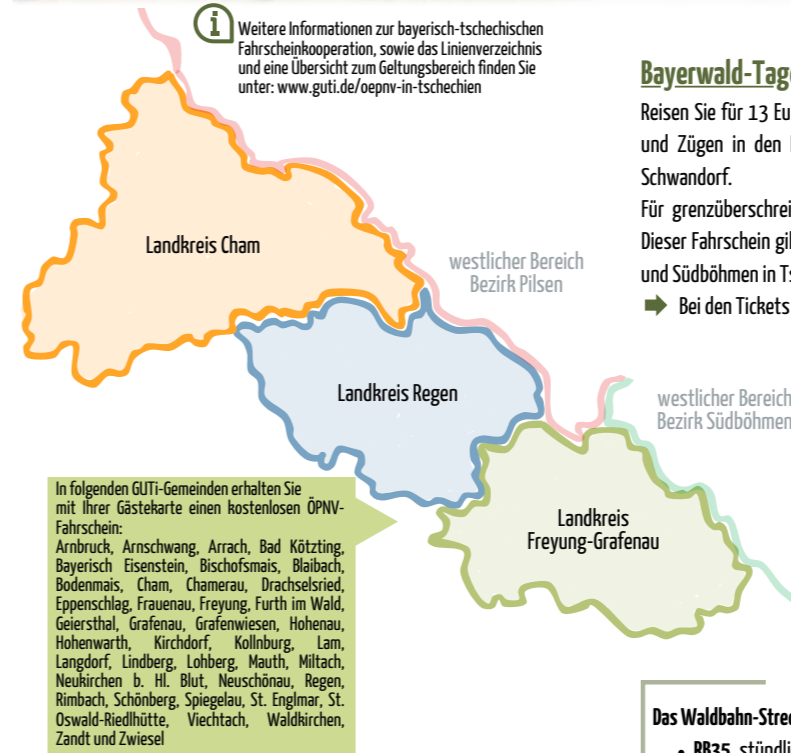 Weitere Informationen zur bayerisch-tschechischen
Fahrscheinkooperation, sowie das Linienverzeichnis
und eine Übersicht zum Geltungsbereich finden Sie
unter: www.guti.de/oepnv-in-tschechien
Landkreis Cham
westlicher Bereich
Bezirk Pilsen
Landkreis Regen
westlicher Bereich
Bezirk Südböhmen
Landkreis
Freyung-Grafenau
In folgenden GUTi-Gemeinden erhalten Sie
mit Ihrer Gästekarte einen kostenlosen ÖPNV-
Fahrschein:
Arnbruck, Arnschwang, Arrach, Bad Kötzting,
Bayerisch Eisenstein, Bischofsmais, Blaibach,
Bodenmais, Cham, Chamerau, Drachselsried,
Eppenschlag, Frauenau, Freyung, Furth im Wald,
Geiersthal, Grafenau, Grafenwiesen, Hohenau,
Hohenwarth, Kirchdorf, Kollnburg, Lam,
Langdorf, Lindberg, Lohberg, Mauth, Miltach,
Neukirchen b. Hl. Blut, Neuschönau, Regen,
Rimbach, Schönberg, Spiegelau, St. Englmar, St.
Oswald-Riedlhütte, Viechtach, Waldkirchen,
Zandt und Zwiesel
Bayerwald-Tage
Reisen Sie für 13 Eu
und Zügen in den
Schwandorf.
Für grenzüberschrei
Dieser Fahrschein gil
und Südböhmen in Ts
Bei den Tickets
Das Waldbahn-Strec
• RB35 stündli